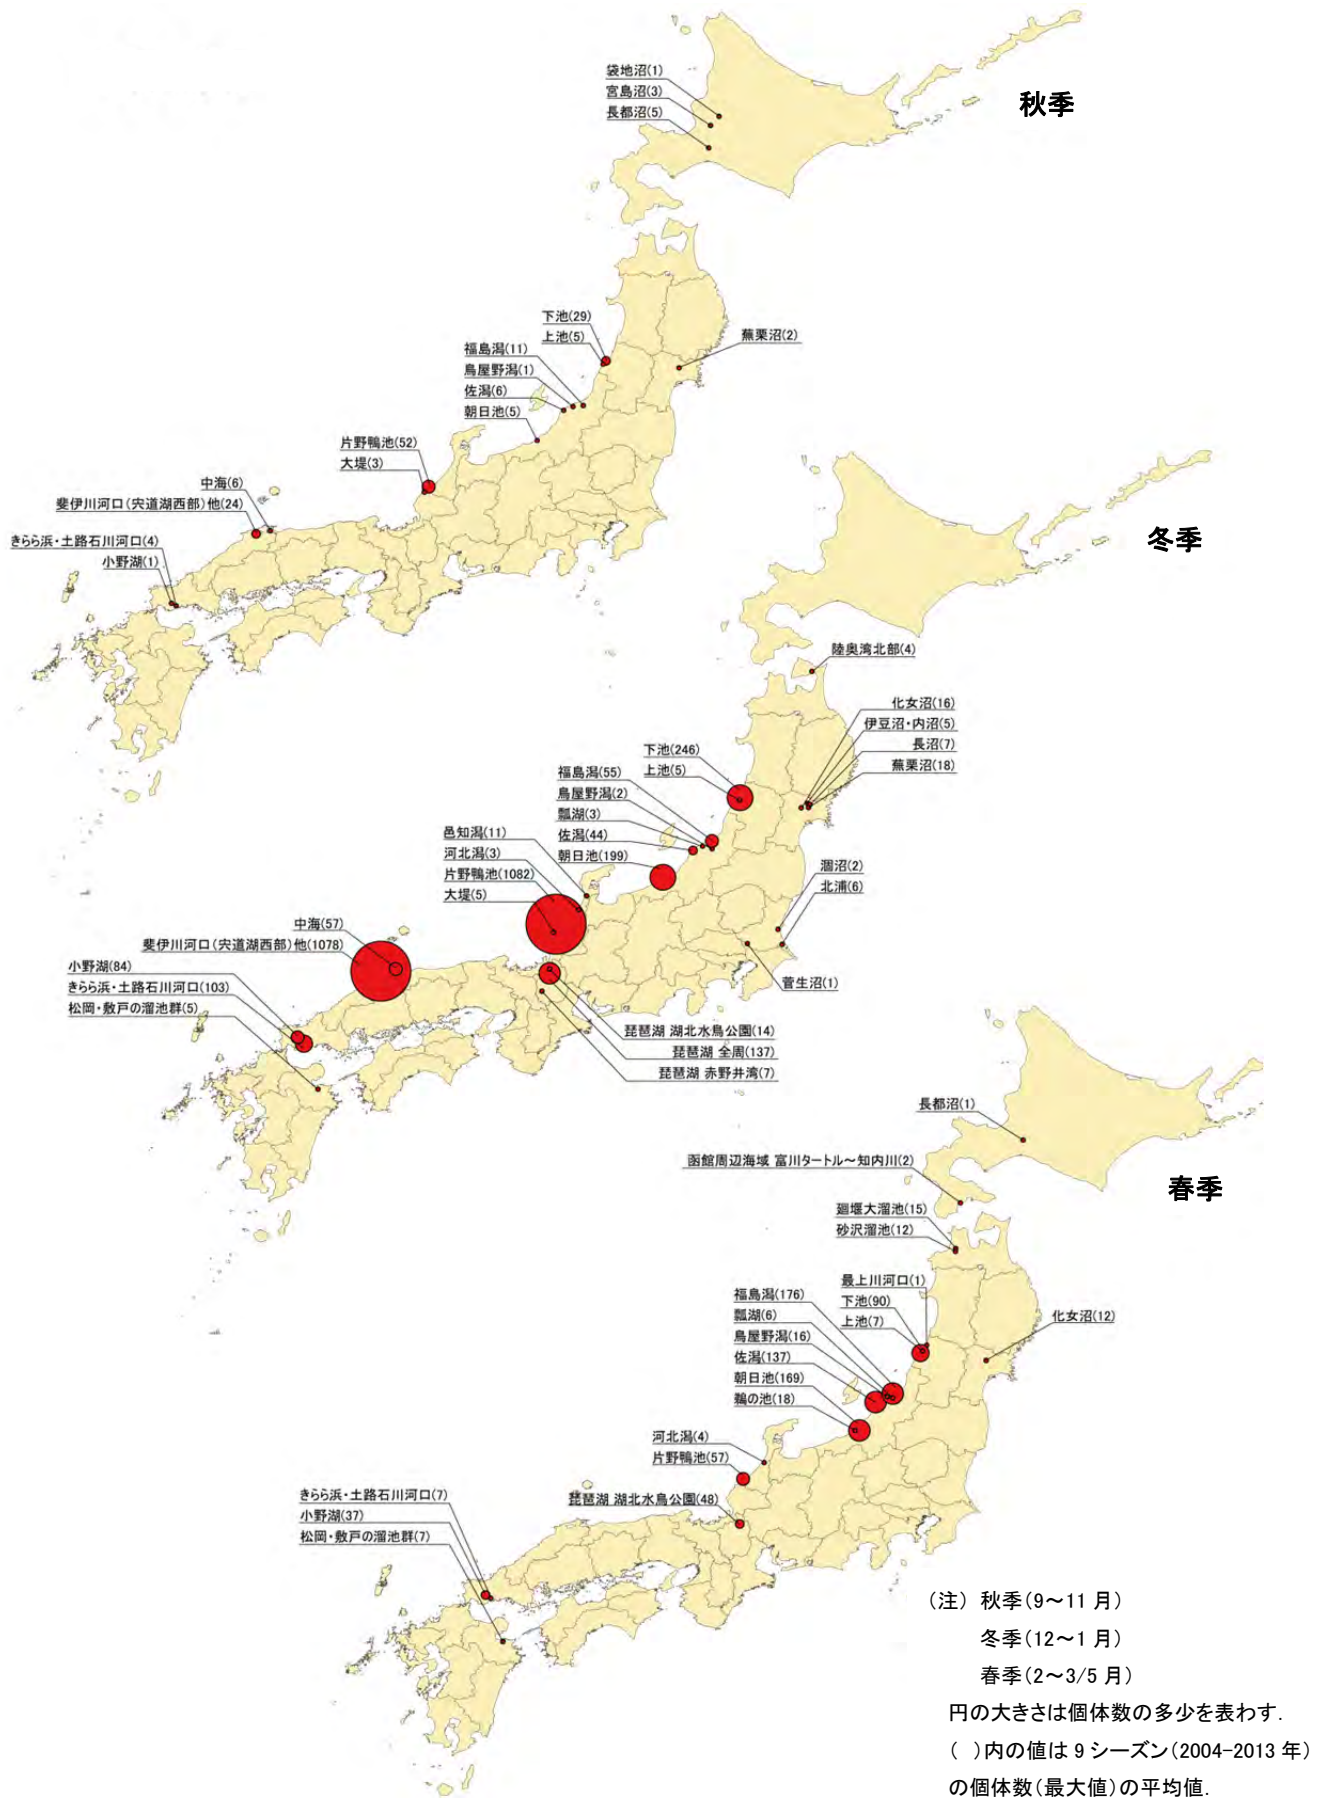 袋地沼(1)
宮島沼(3)
長都沼(5)
秋季
下池(29)
上池(5)
福島潟(11)
鳥屋野潟(1)
佐潟(6)
朝日池(5)
蕪栗沼(2)
片野鴨池(52)
大堤(3)
中海(6)
斐伊川河口(宍道湖西部)他(24)
きらら浜・土路石川河口(4)
小野湖(1)
冬季
陸奥湾北部(4)
化女沼(16)
伊豆沼・内沼(5)
長沼(7)
蕪栗沼(18)
下池(246)
上池(5)
福島潟(55)
鳥屋野潟(2)
瓢湖(3)
佐潟(44)
朝日池(199)
邑知潟(11)
河北潟(3)
片野鴨池(1082)
大堤(5)
涸沼(2)
北浦(6)
菅生沼(1)
中海(57)
斐伊川河口(宍道湖西部)他(1078)
小野湖(84)
きらら浜・土路石川河口(103)
松岡・敷戸の溜池群(5)
琵琶湖 湖北水鳥公園(14)
琵琶湖 全周(137)
琵琶湖 赤野井湾(7)
春季
長都沼(1)
函館周辺海域 富川タートル～知内川(2)
廻堰大溜池(15)
砂沢溜池(12)
最上川河口(1)
下池(90)
上池(7)
福島潟(176)
瓢湖(6)
鳥屋野潟(16)
佐潟(137)
朝日池(169)
鵜の池(18)
化女沼(12)
河北潟(4)
片野鴨池(57)
琵琶湖 湖北水鳥公園(48)
きらら浜・土路石川河口(7)
小野湖(37)
松岡・敷戸の溜池群(7)
(注) 秋季(9～11 月)
冬季(12～1 月)
春季(2～3/5 月)
円の大きさは個体数の多少を表わす.
( )内の値は 9 シーズン(2004-2013 年)
の個体数(最大値)の平均値.